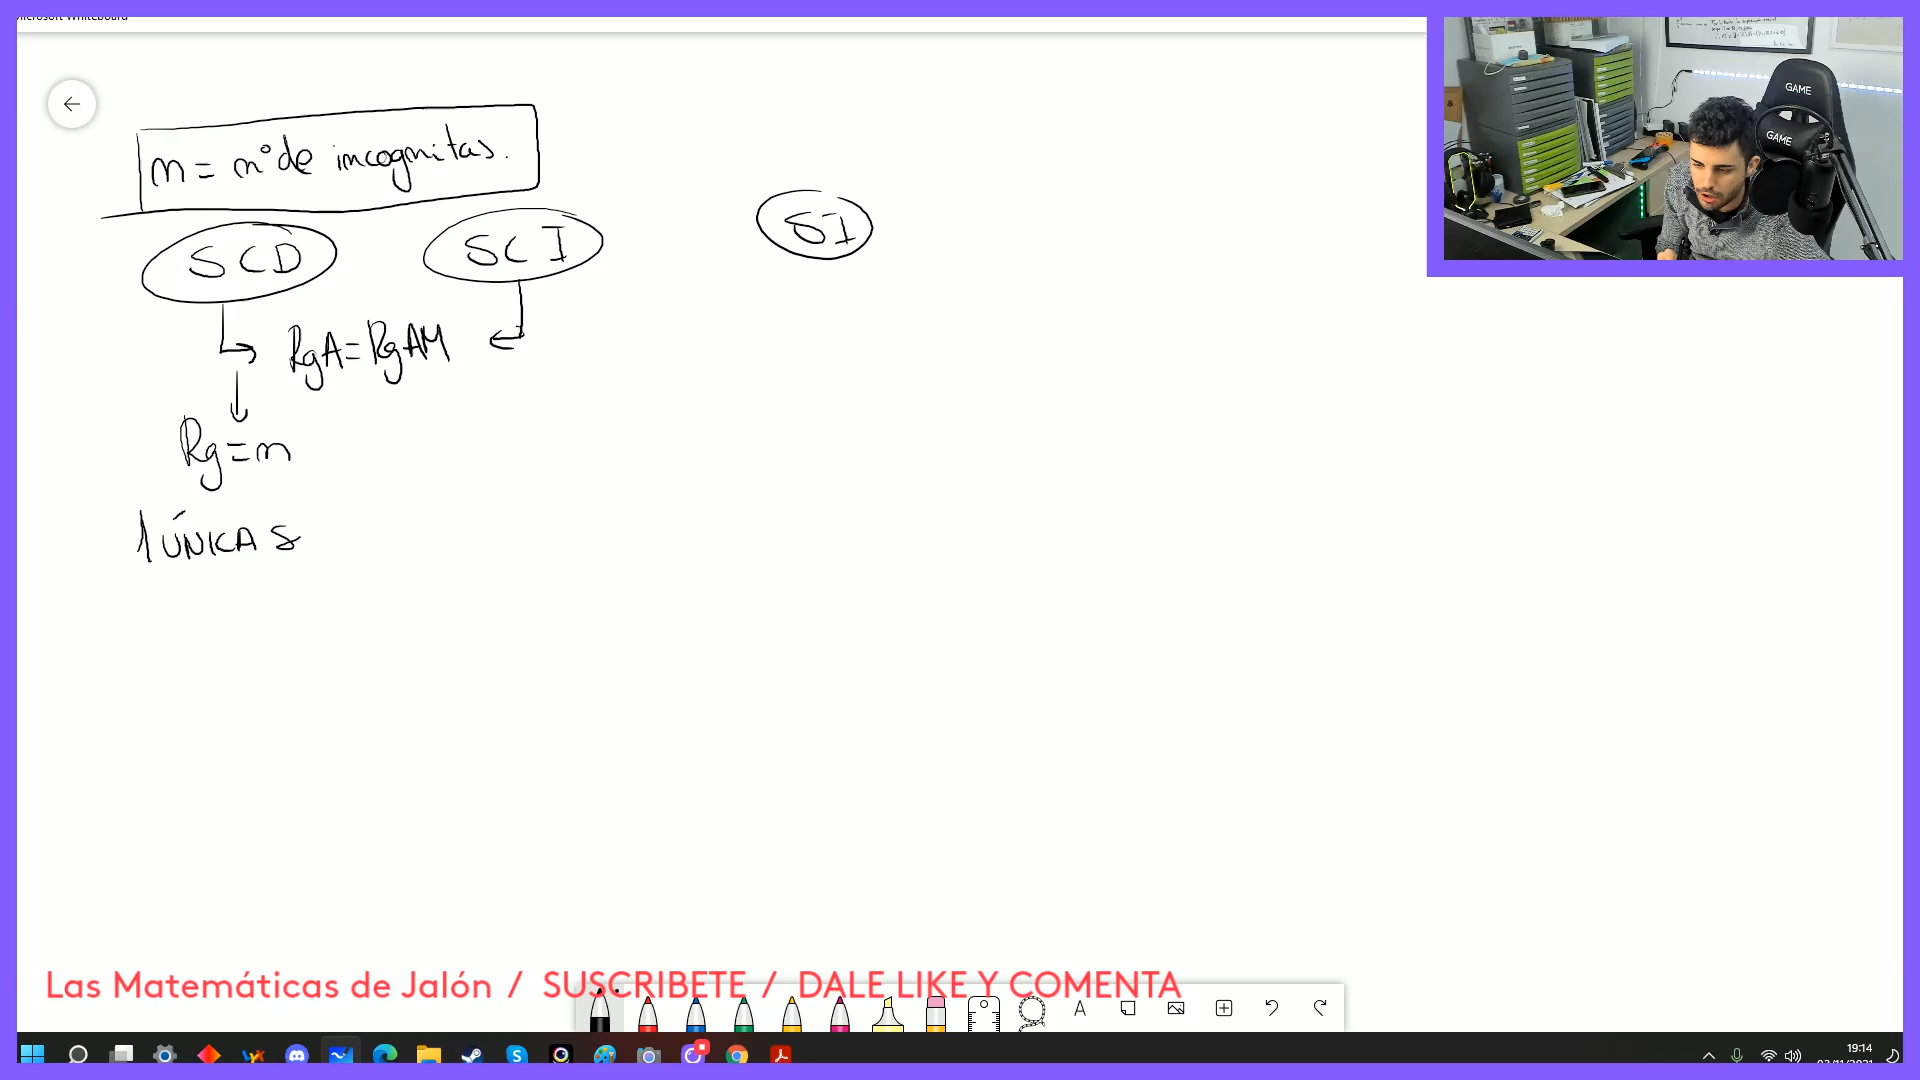 m = nº de incognitas.
SCD
SCI
SI
RgA=RgAM
Rg=m
1 ÚNICA S
Las Matemáticas de Jalón / SUSCRIBETE / DALE LIKE Y COMENTA
GAME
GAME
A
19:14